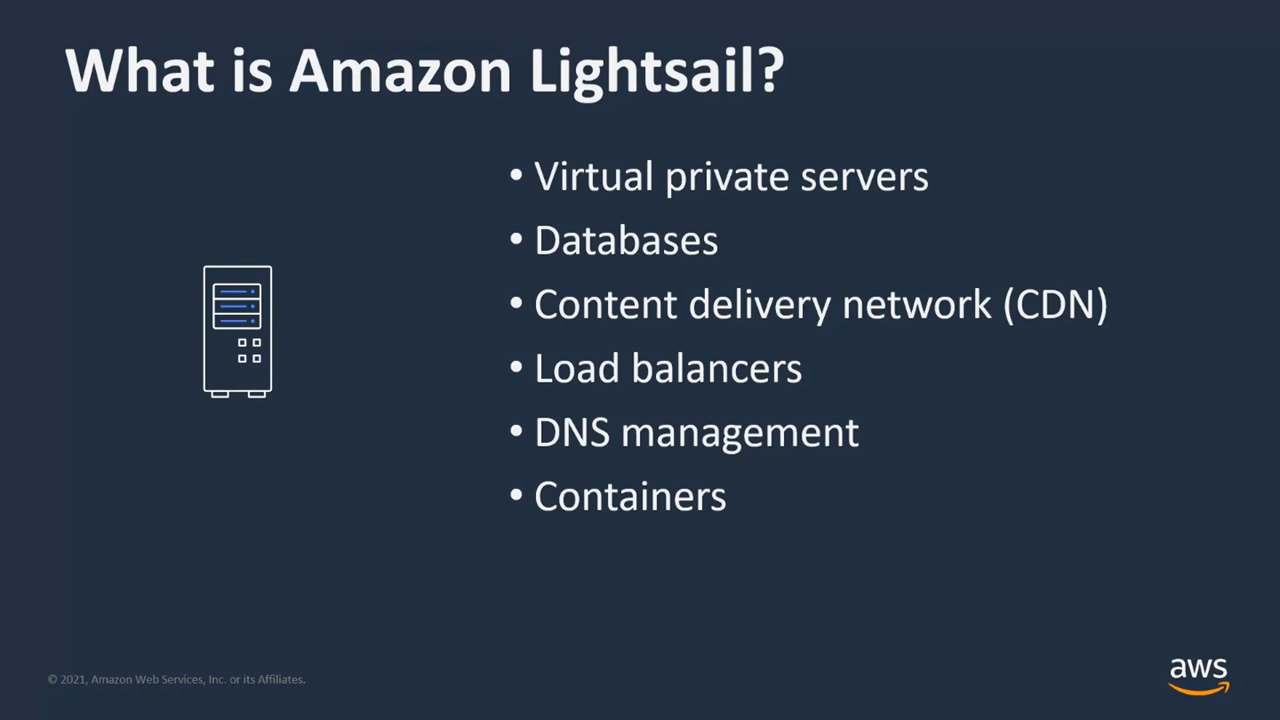 What is Amazon Lightsail?
• Virtual private servers
• Databases
• Content delivery network (CDN)
• Load balancers
• DNS management
• Containers
© 2021, Amazon Web Services, Inc. or its Affiliates.
aws